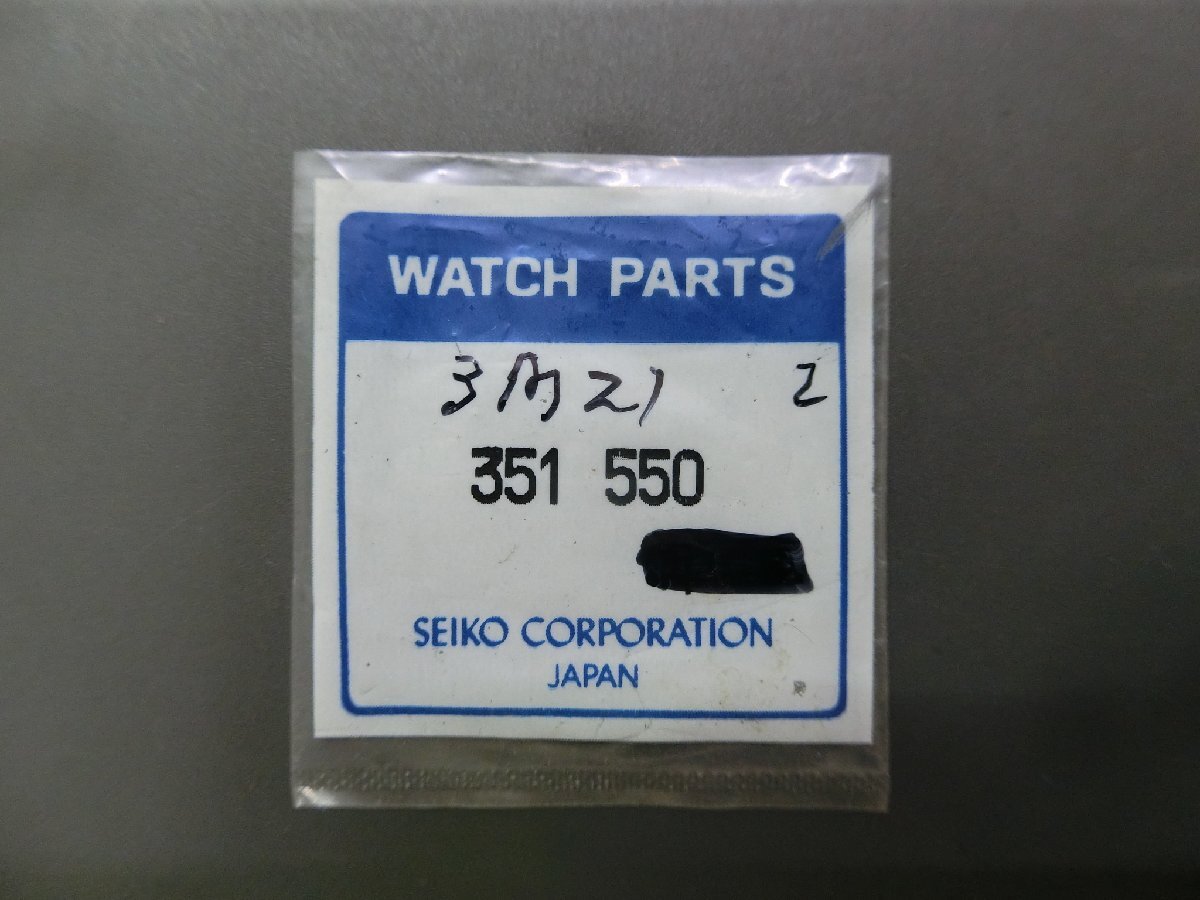 WATCH PARTS
3M21 2
351 550
SEIKO CORPORATION
JAPAN